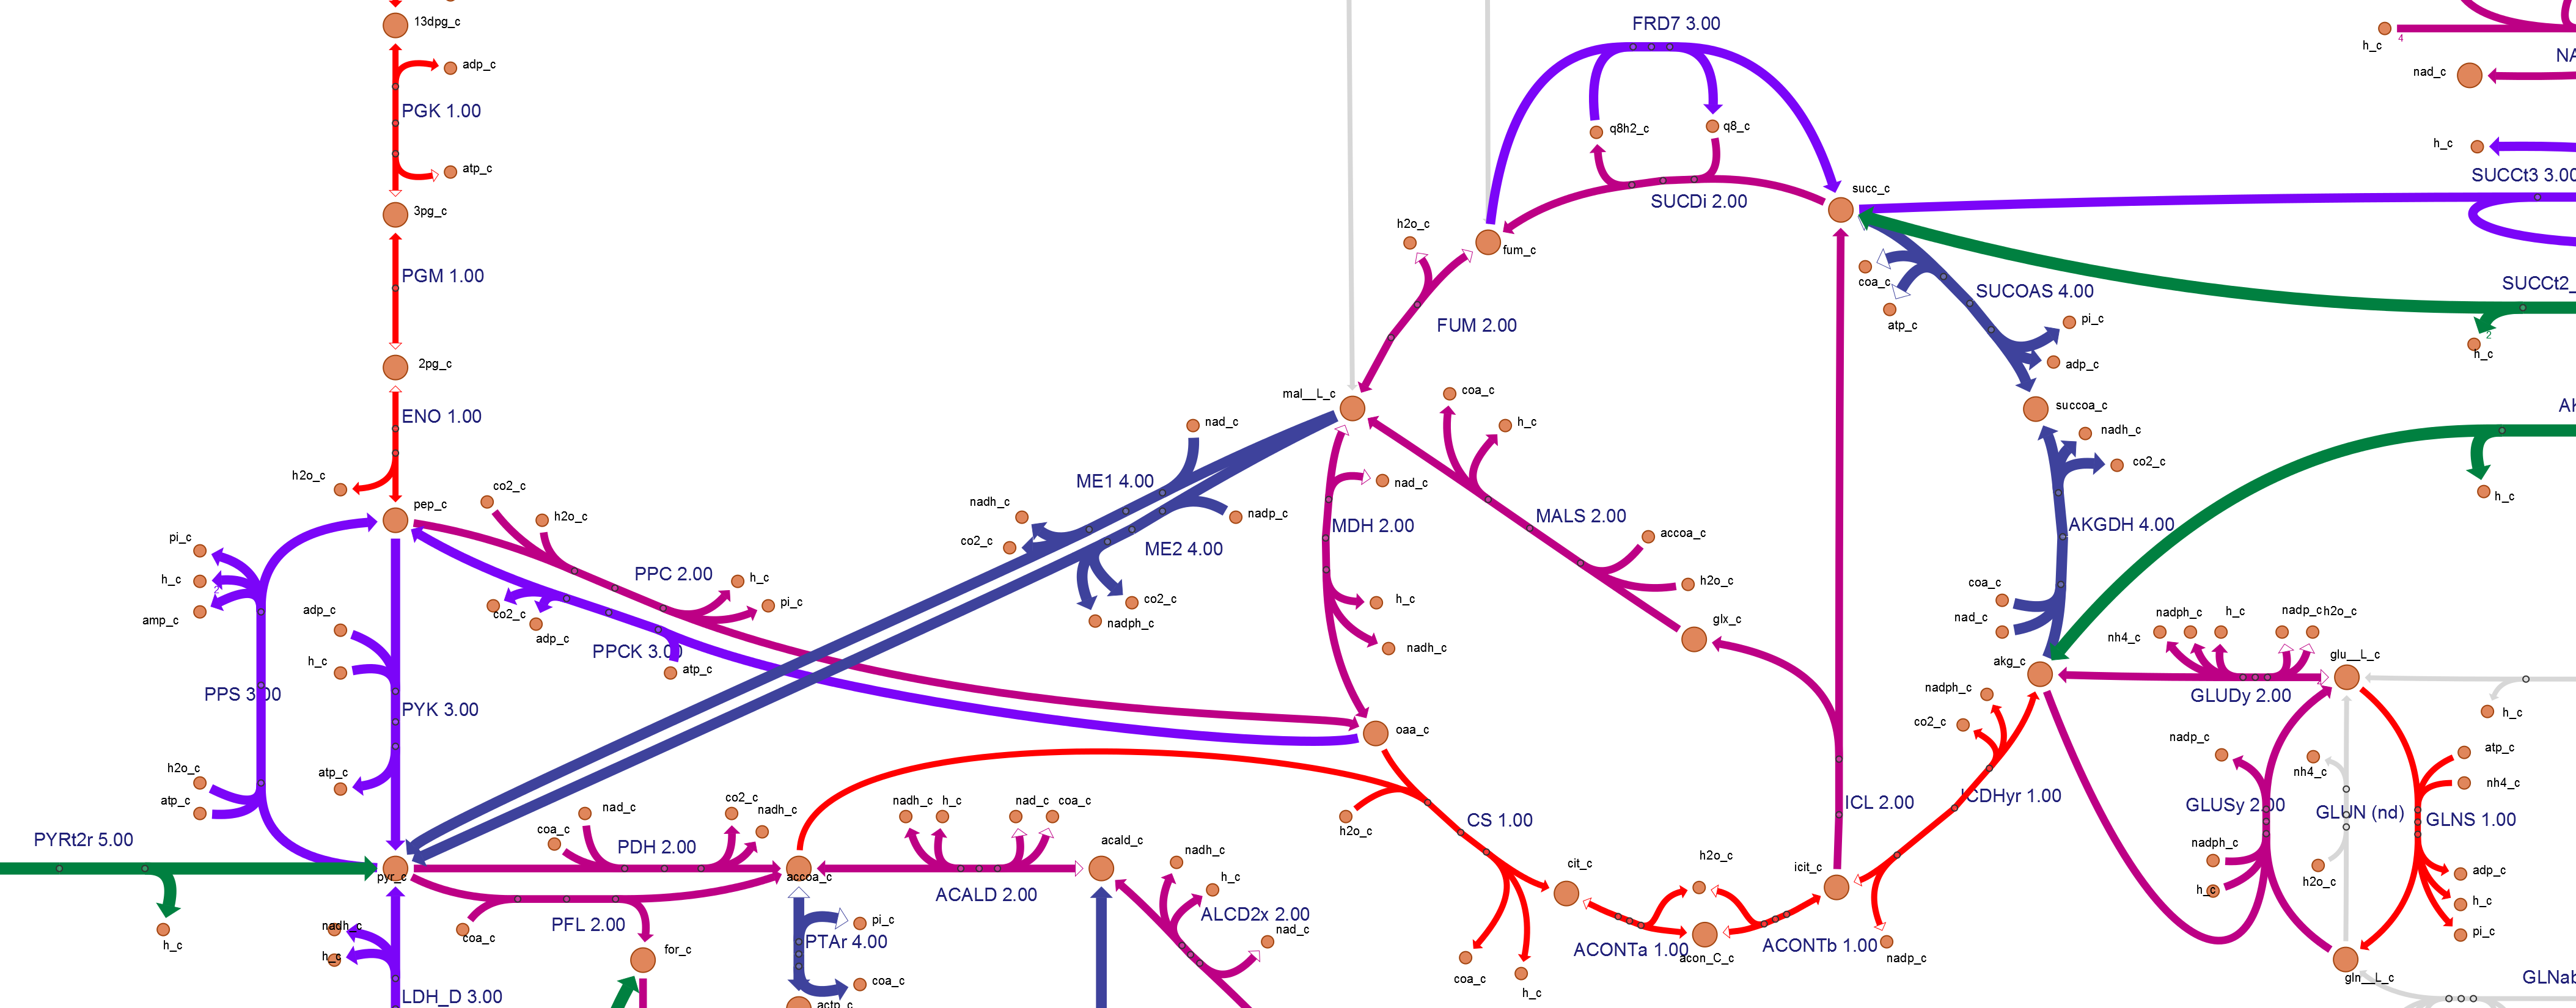 13dpg_c
adp_c
PGK 1.00
atp_c
3pg_c
PGM 1.00
2pg_c
ENO 1.00
h2o_c
pep_c
co2_c
h2o_c
PPC 2.00
h_c
pi_c
co2_c
adp_c
PPCK 3.00
atp_c
pi_c
h_c
2
amp_c
adp_c
h_c
PPS 3.00
PYK 3.00
h2o_c
atp_c
atp_c
PYRt2r 5.00
h_c
pyr_c
nadh_c
h_c
LDH_D 3.00
coa_c
nad_c
PDH 2.00
co2_c
nadh_c
PFL 2.00
coa_c
for_c
accoa_c
PTAr 4.00
pi_c
coa_c
actp_c
nadh_c
h_c
nad_c
coa_c
ACALD 2.00
acald_c
nadh_c
h_c
ALCD2x 2.00
nad_c
FRD7 3.00
q8h2_c
q8_c
SUCDi 2.00
succ_c
fum_c
h2o_c
FUM 2.00
mal__L_c
nad_c
ME1 4.00
nadh_c
co2_c
nadp_c
ME2 4.00
co2_c
nadph_c
MDH 2.00
nad_c
h_c
nadh_c
oaa_c
coa_c
h_c
MALS 2.00
accoa_c
h2o_c
glx_c
CS 1.00
h2o_c
coa_c
h_c
cit_c
ACONTa 1.00
h2o_c
acon_C_c
ACONTb 1.00
icit_c
ICL 2.00
ICDHyr 1.00
nadph_c
co2_c
nadp_c
akg_c
coa_c
atp_c
SUCOAS 4.00
pi_c
adp_c
succoa_c
nadh_c
co2_c
AKGDH 4.00
coa_c
nad_c
h_c
4
NA
nad_c
h_c
SUCCt3 3.00
SUCCt2_
2
h_c
AK
h_c
nh4_c
nadph_c
h_c
nadp_c
h2o_c
glu__L_c
GLUDy 2.00
h_c
nadp_c
GLUSy 2.00
nadph_c
h_c
nh4_c
GLUN (nd)
h2o_c
atp_c
nh4_c
GLNS 1.00
adp_c
h_c
pi_c
gln__L_c
GLNab